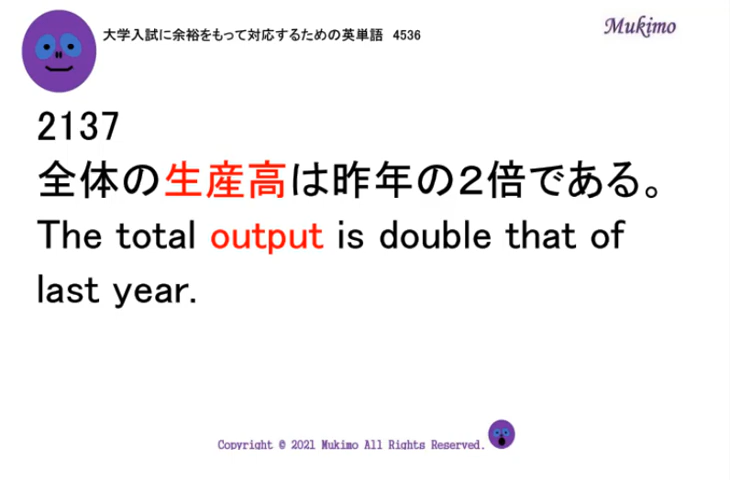 大学入試に余裕をもって対応するための英単語 4536
Mukimo
2137
全体の生産高は昨年の２倍である。
The total output is double that of
last year.
Copyright © 2021 Mukimo All Rights Reserved.